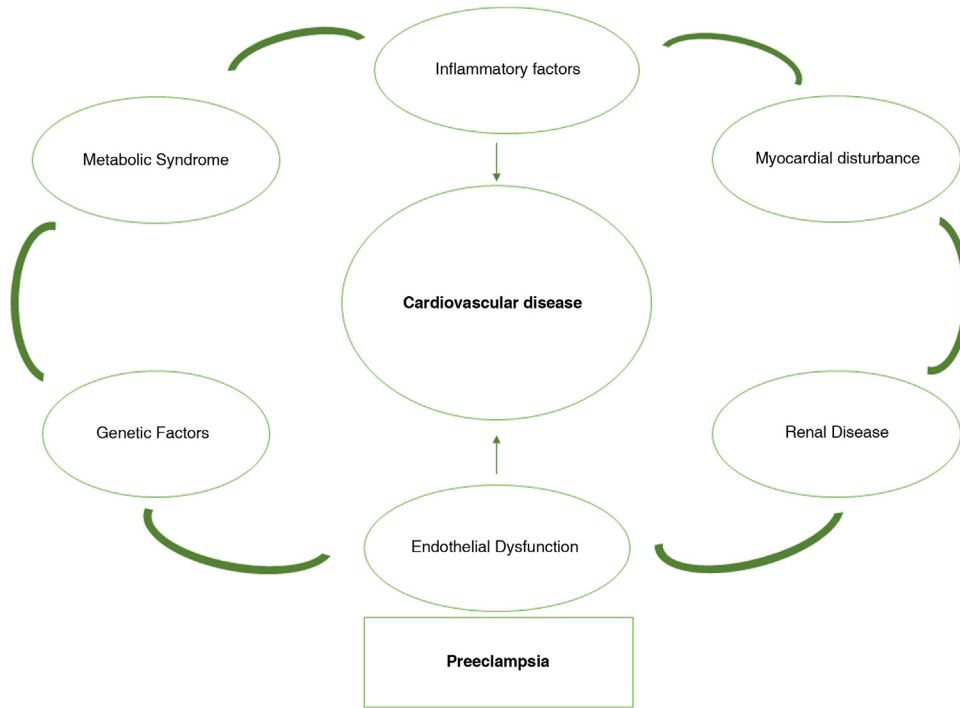 Inflammatory factors
Metabolic Syndrome
Myocardial disturbance
Cardiovascular disease
Genetic Factors
Renal Disease
Endothelial Dysfunction
Preeclampsia